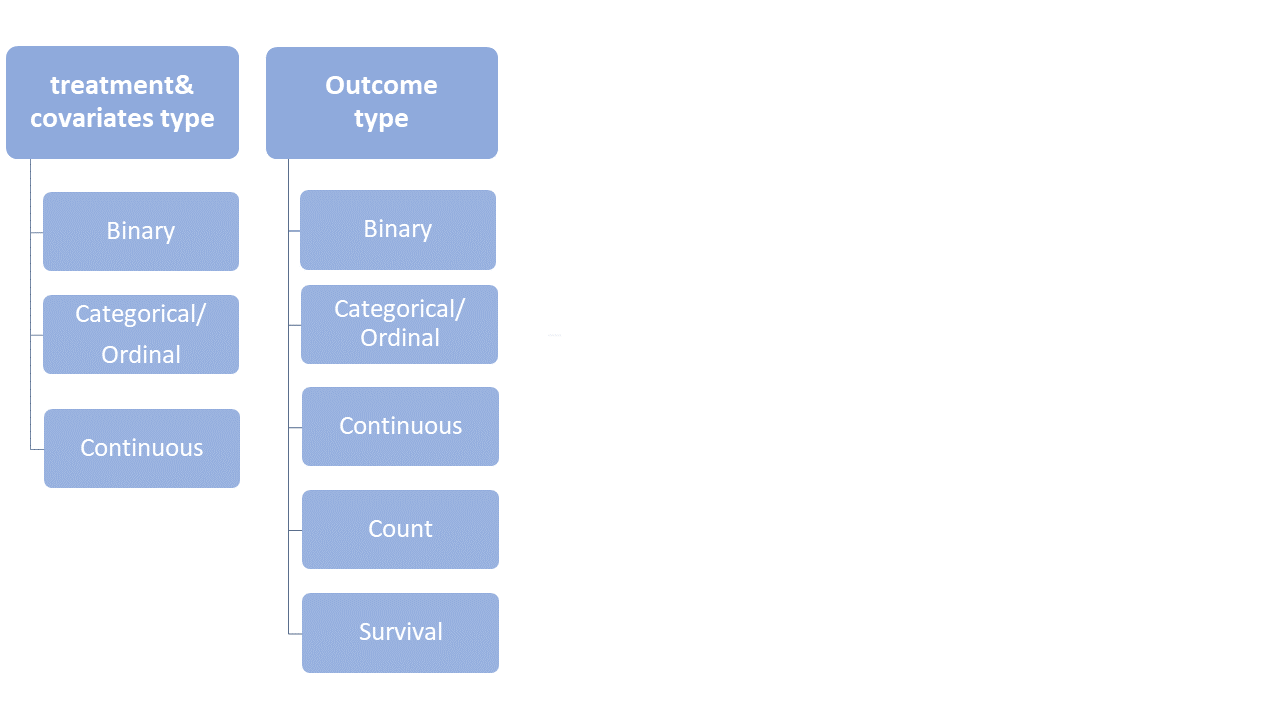 treatment&
covariates type
Binary
Categorical/
Ordinal
Continuous
Outcome
type
Binary
Categorical/
Ordinal
Continuous
Count
Survival